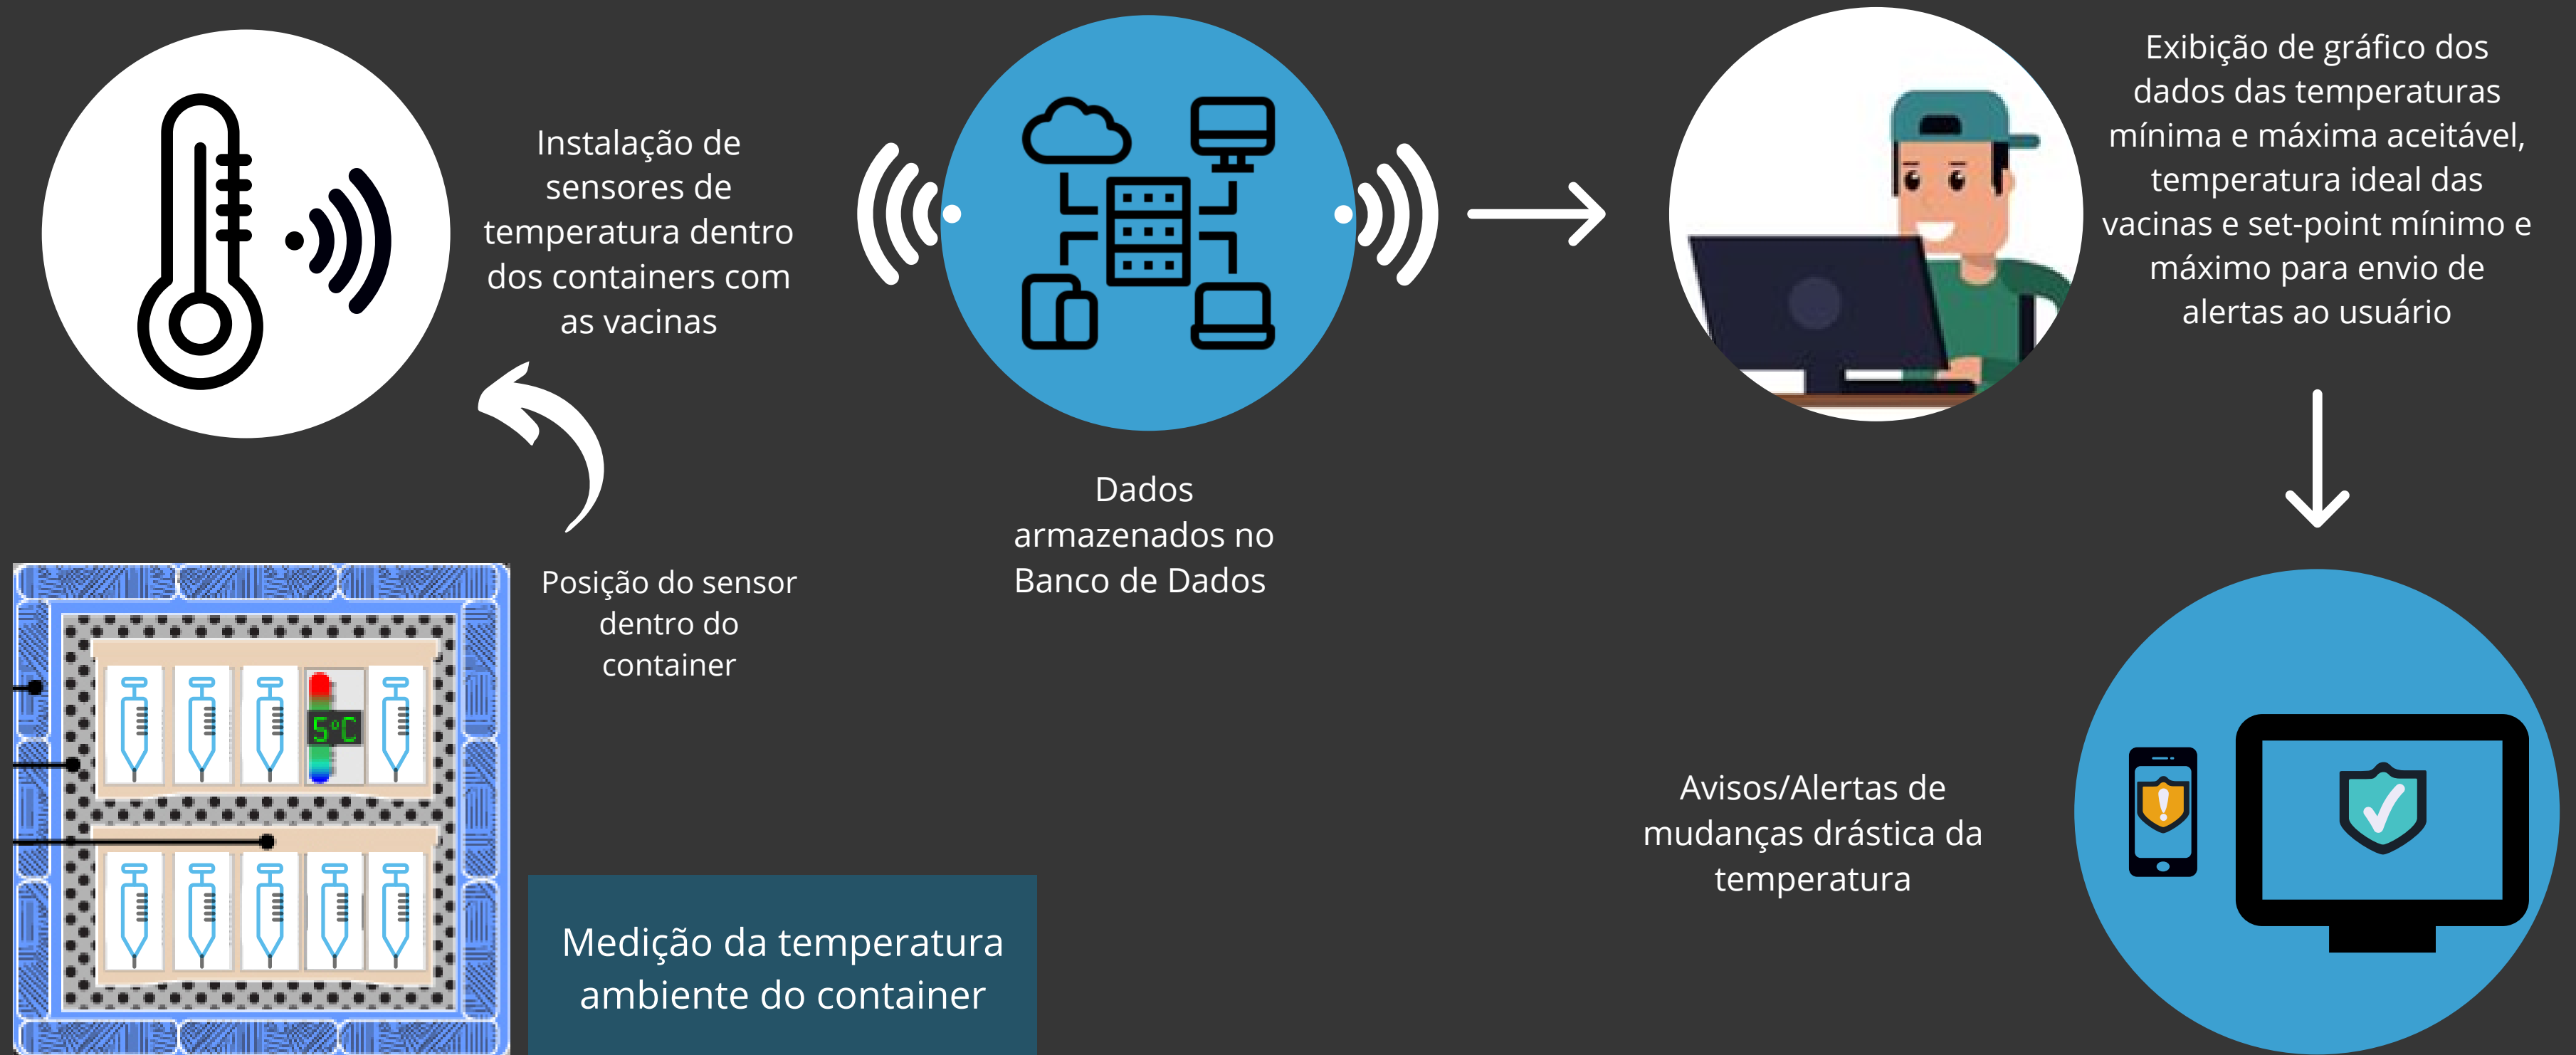 Instalação de
sensores de
temperatura dentro
dos containers com
as vacinas
Dados
armazenados no
Banco de Dados
Exibição de gráfico dos
dados das temperaturas
mínima e máxima aceitável,
temperatura ideal das
vacinas e set-point mínimo e
máximo para envio de
alertas ao usuário
Posição do sensor
dentro do
container
5ºC
Medição da temperatura
ambiente do container
Avisos/Alertas de
mudanças drástica da
temperatura